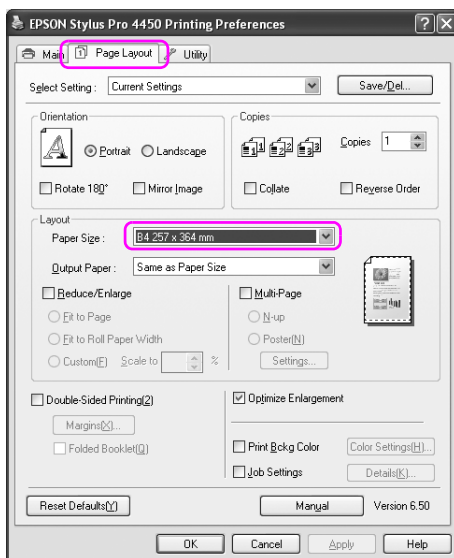 EPSON Stylus Pro 4450 Printing Preferences
Main Page Layout Utility
Select Setting : Current Settings Save/Del...
Orientation Copies
A Portrait Landscape Copies 1
Rotate 180° Mirror Image Collate Reverse Order
Layout
Paper Size : B4 257 x 364 mm
Output Paper : Same as Paper Size
Reduce/Enlarge Multi-Page
Fit to Page N-up
Fit to Roll Paper Width Poster(N)
Custom(F) Scale to % Settings...
Double-Sided Printing(2) Optimize Enlargement
Margins(X)...
Folded Booklet(Q) Print Bckg Color Color Settings(H)...
Job Settings Details(K)...
Reset Defaults(Y) Manual Version 6.50
OK Cancel Apply Help